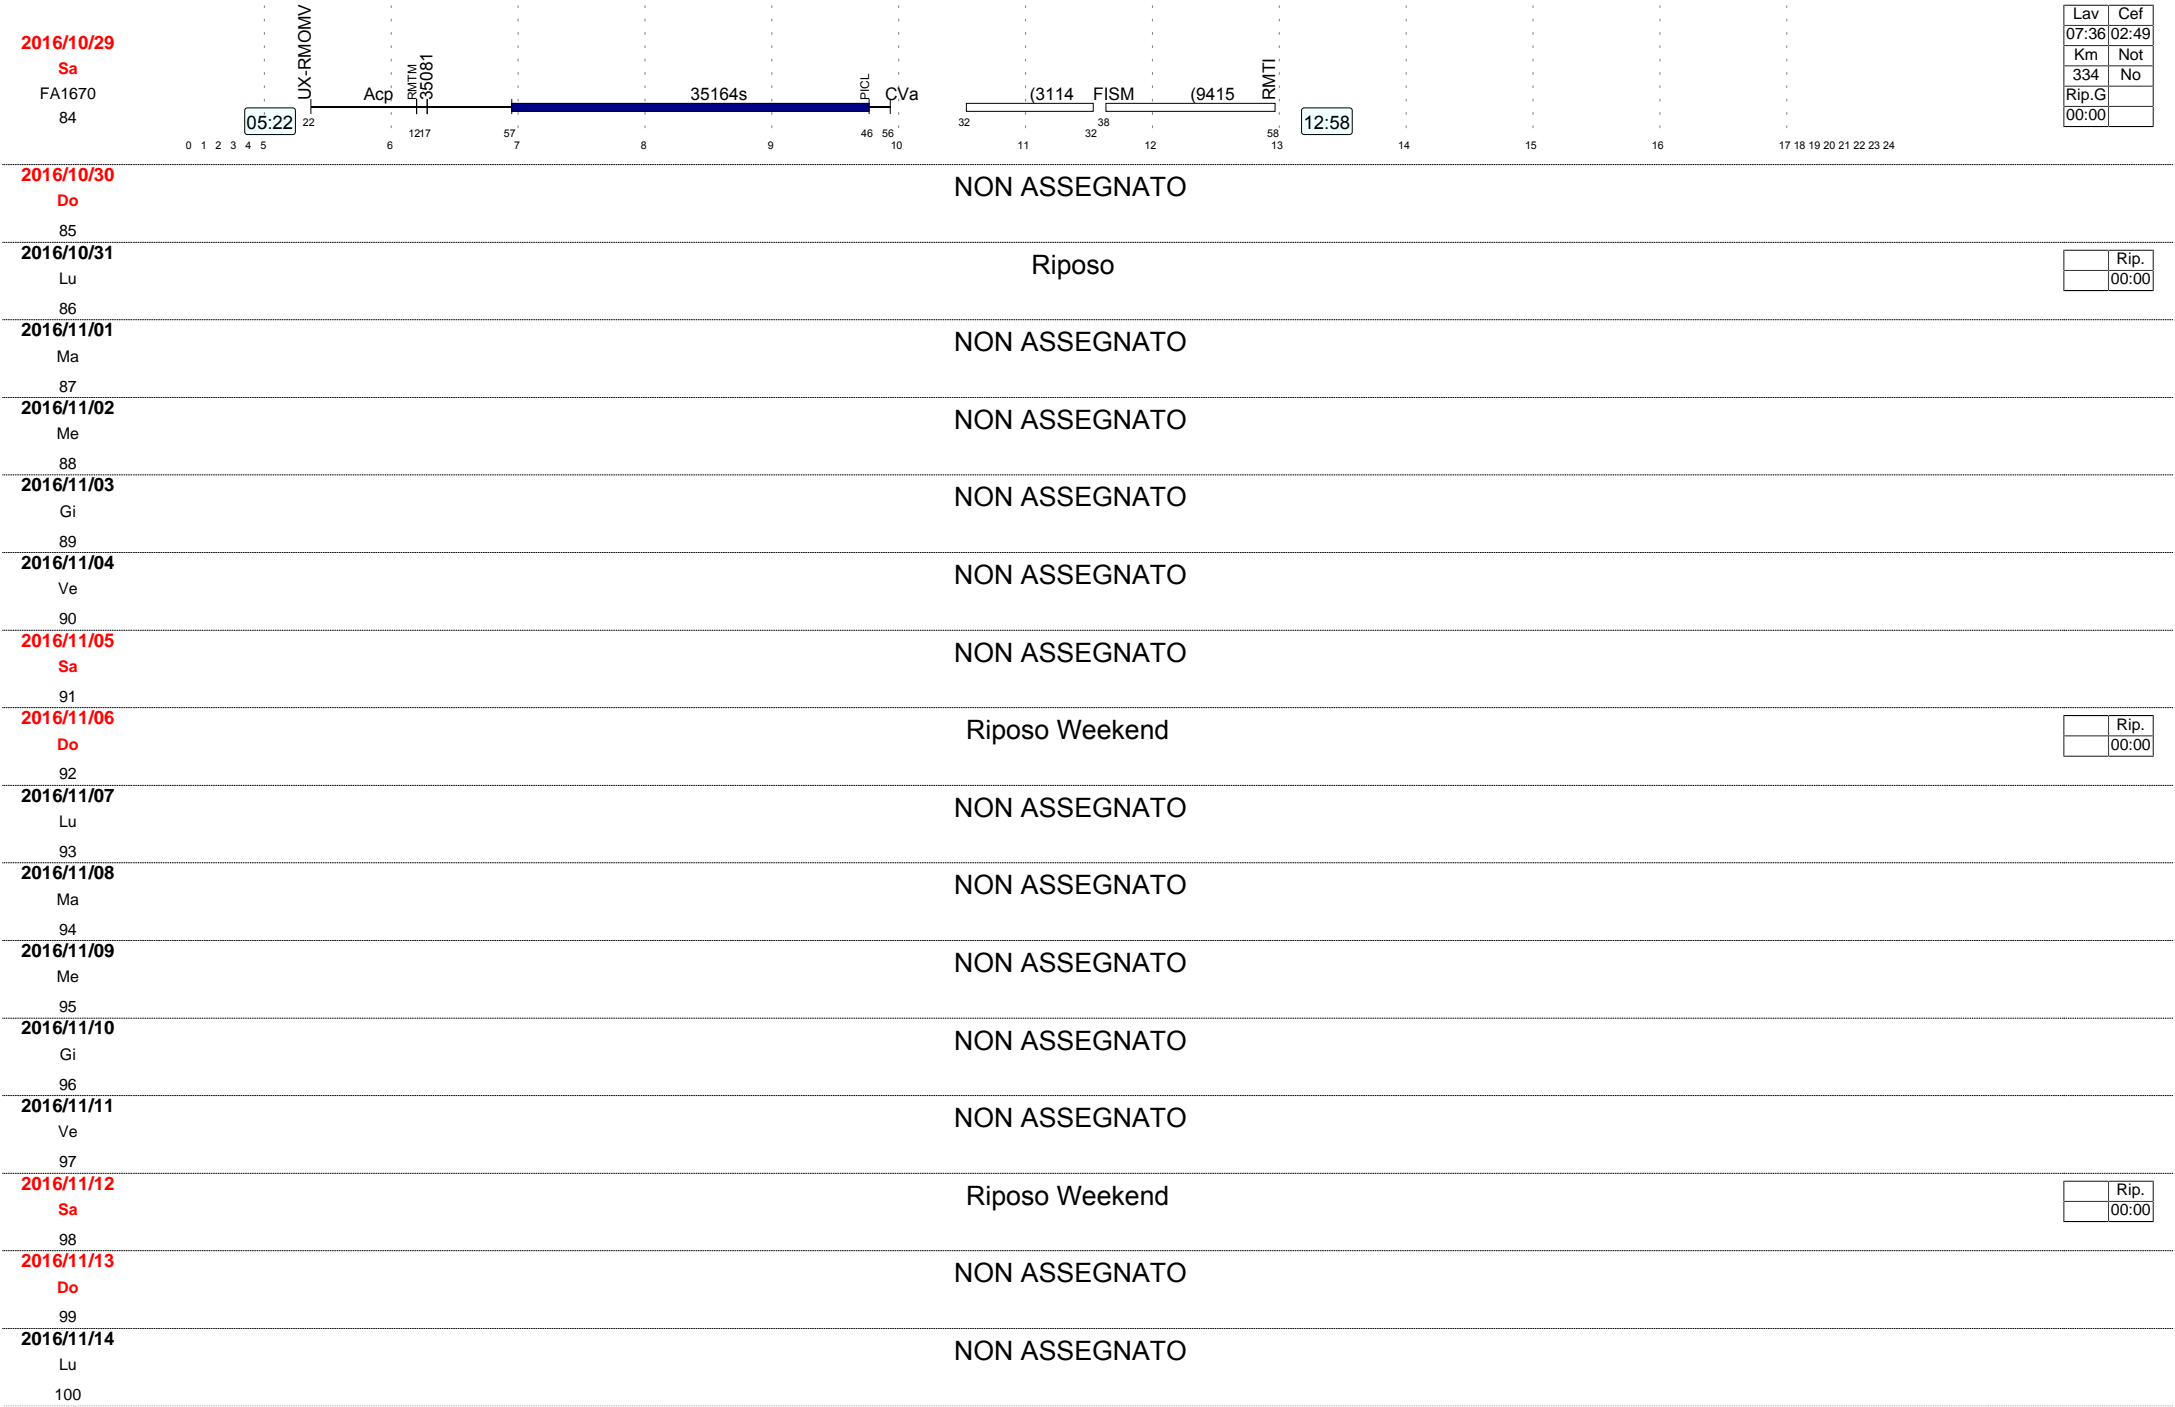 2016/10/29
Sa
FA1670
84
05:22
UX-RMOMV
22
Acp
RMTM
35081
1217
57
35164s
PICL
CVa
46 56
32
(3114
FISM
32
38
(9415
RMTI
58
12:58
0 1 2 3 4 5 6 7 8 9 10 11 12 13 14 15 16 17 18 19 20 21 22 23 24
Lav Cef
07:36 02:49
Km Not
334 No
Rip.G
00:00
2016/10/30
Do
85
NON ASSEGNATO
2016/10/31
Lu
86
Riposo
Rip.
00:00
2016/11/01
Ma
87
NON ASSEGNATO
2016/11/02
Me
88
NON ASSEGNATO
2016/11/03
Gi
89
NON ASSEGNATO
2016/11/04
Ve
90
NON ASSEGNATO
2016/11/05
Sa
91
NON ASSEGNATO
2016/11/06
Do
92
Riposo Weekend
Rip.
00:00
2016/11/07
Lu
93
NON ASSEGNATO
2016/11/08
Ma
94
NON ASSEGNATO
2016/11/09
Me
95
NON ASSEGNATO
2016/11/10
Gi
96
NON ASSEGNATO
2016/11/11
Ve
97
NON ASSEGNATO
2016/11/12
Sa
98
Riposo Weekend
Rip.
00:00
2016/11/13
Do
99
NON ASSEGNATO
2016/11/14
Lu
100
NON ASSEGNATO